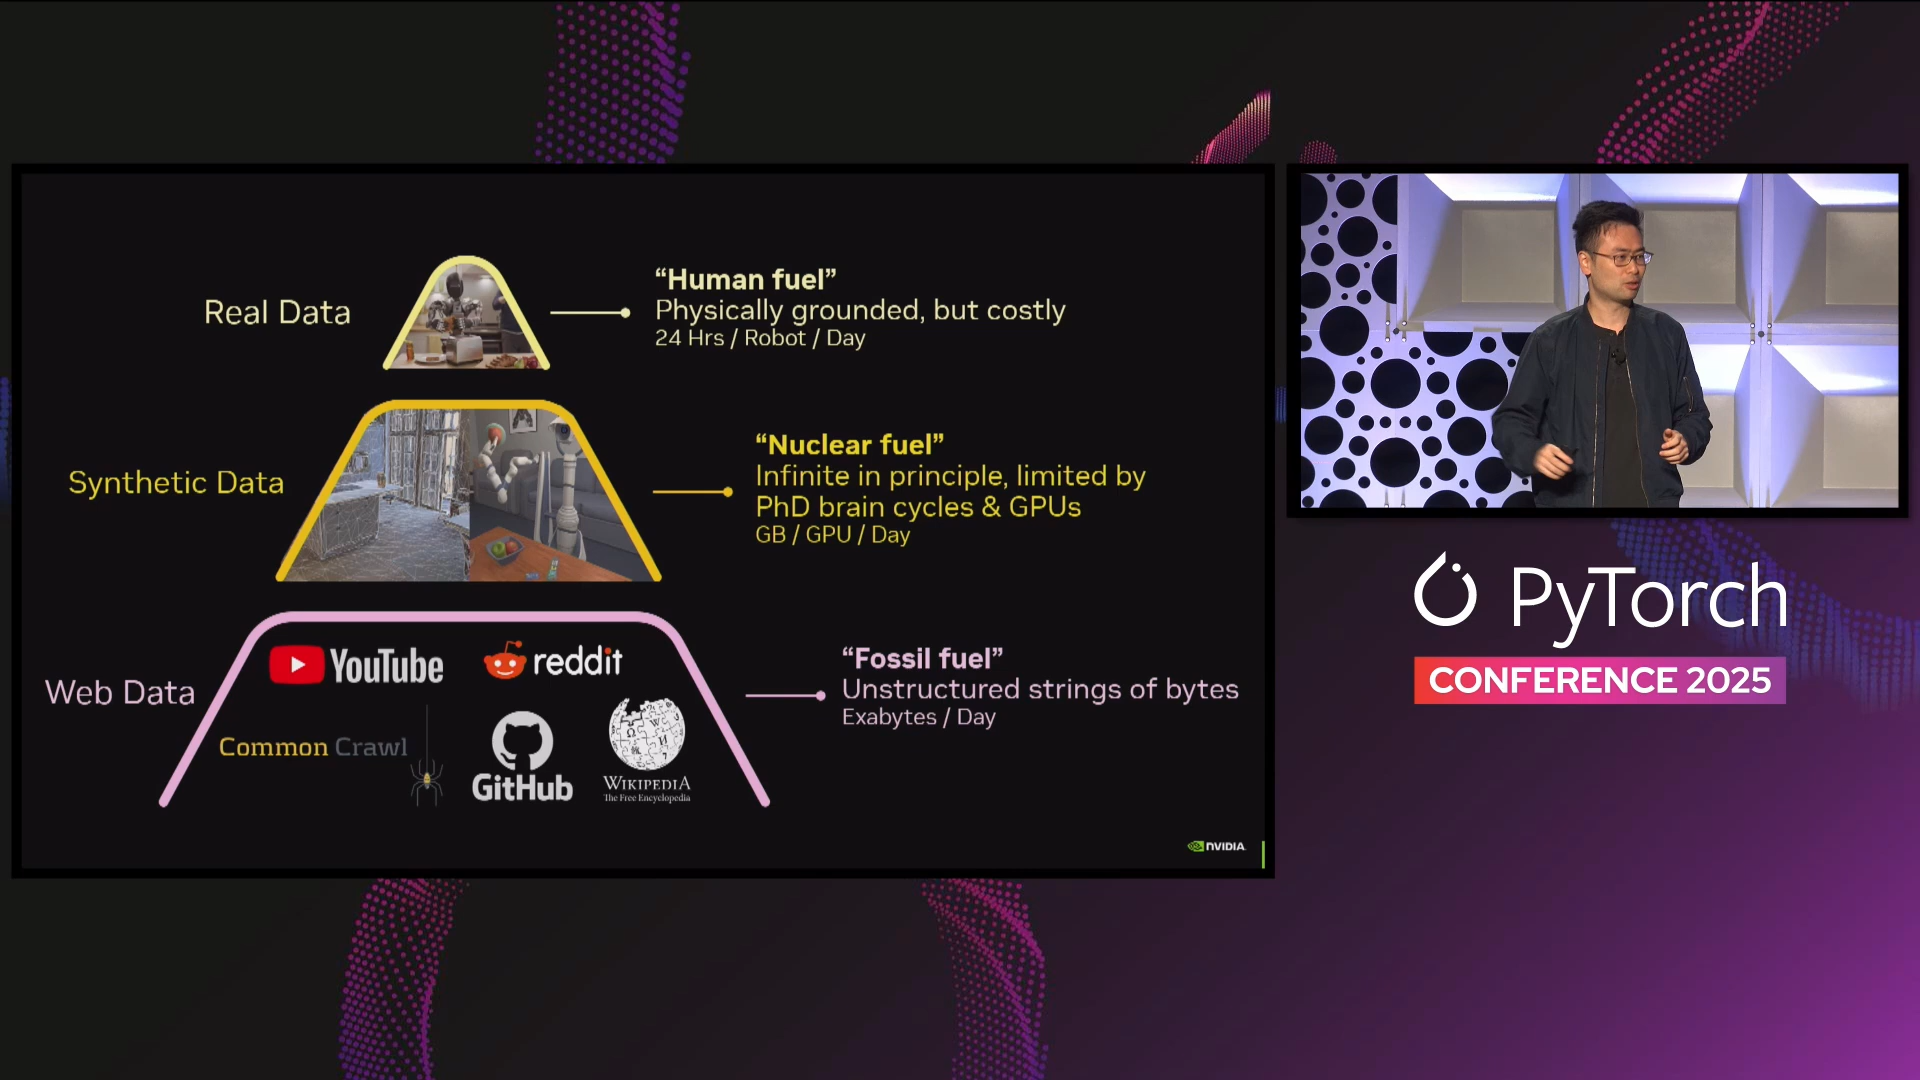 Real Data
“Human fuel”
Physically grounded, but costly
24 Hrs / Robot / Day
Synthetic Data
“Nuclear fuel”
Infinite in principle, limited by
PhD brain cycles & GPUs
GB / GPU / Day
Web Data
YouTube
reddit
Common Crawl
GitHub
WIKIPEDIA
The Free Encyclopedia
“Fossil fuel”
Unstructured strings of bytes
Exabytes / Day
NVIDIA
PyTorch
CONFERENCE 2025